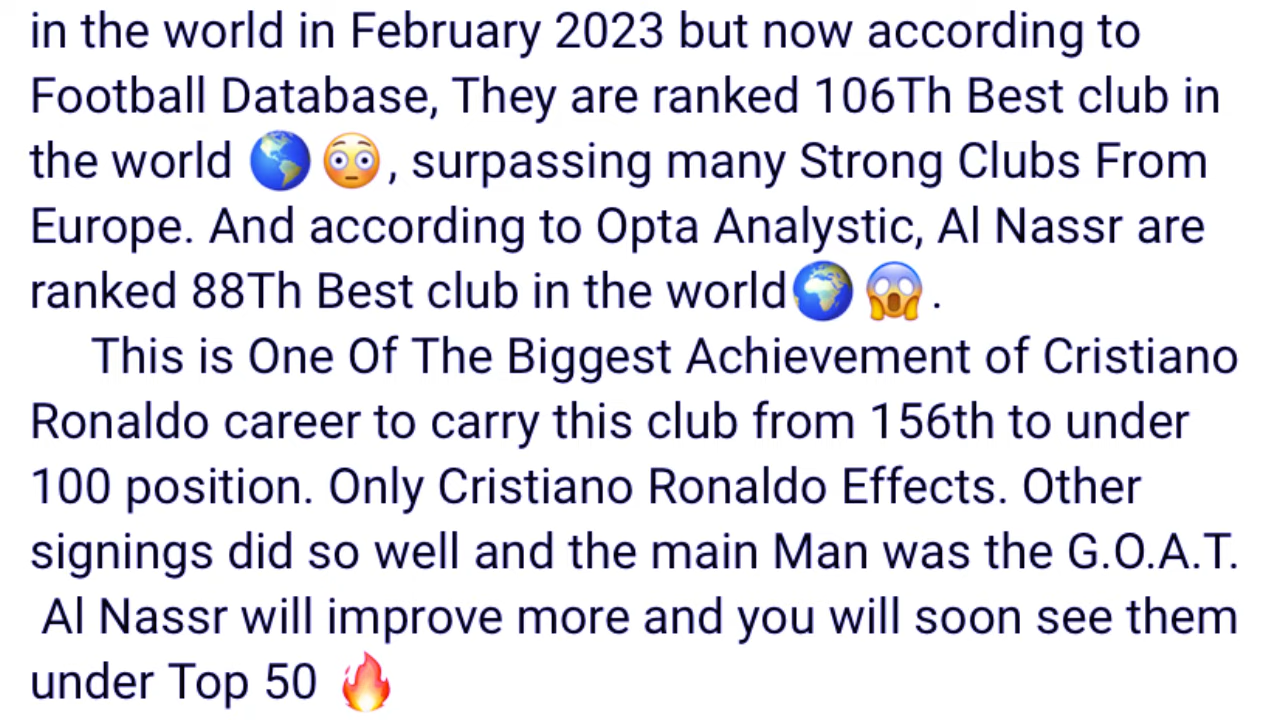 in the world in February 2023 but now according to
Football Database, They are ranked 106Th Best club in
the world 🌎😳, surpassing many Strong Clubs From
Europe. And according to Opta Analystic, Al Nassr are
ranked 88Th Best club in the world🌍😱.
This is One Of The Biggest Achievement of Cristiano
Ronaldo career to carry this club from 156th to under
100 position. Only Cristiano Ronaldo Effects. Other
signings did so well and the main Man was the G.O.A.T.
Al Nassr will improve more and you will soon see them
under Top 50 🔥